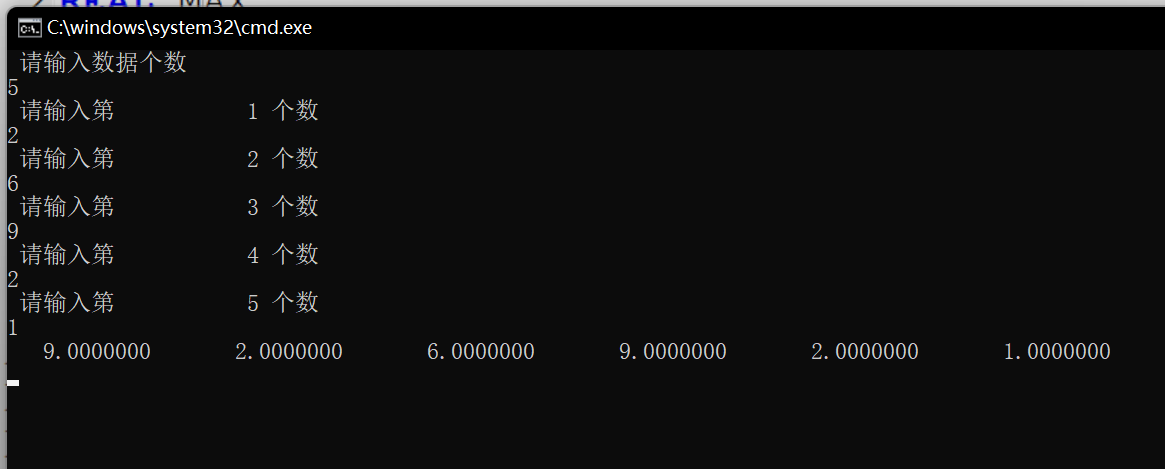 REAL MAX
C:\windows\system32\cmd.exe
请输入数据个数
5
请输入第 1 个数
2
请输入第 2 个数
6
请输入第 3 个数
9
请输入第 4 个数
2
请输入第 5 个数
1
9.0000000 2.0000000 6.0000000 9.0000000 2.0000000 1.0000000